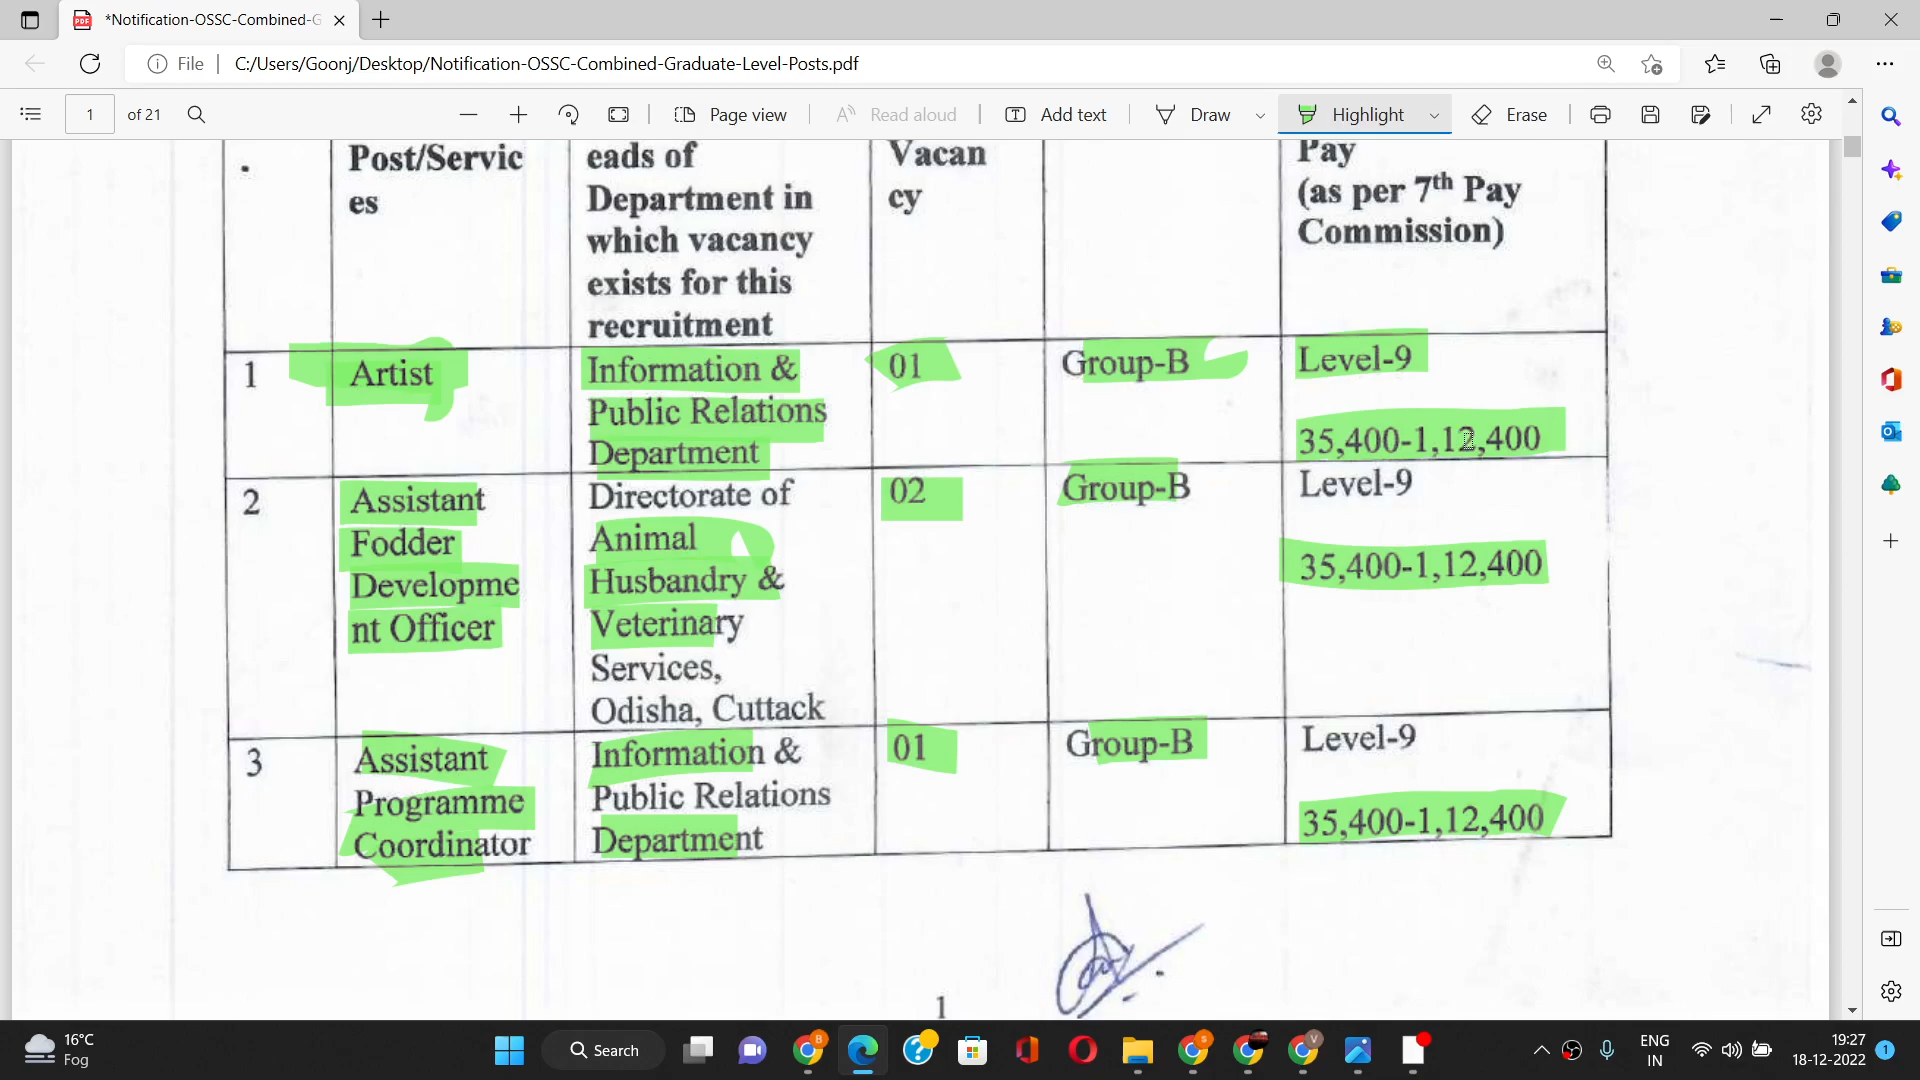 *Notification-OSSC-Combined-G
File
C:/Users/Goonj/Desktop/Notification-OSSC-Combined-Graduate-Level-Posts.pdf
1 of 21
Page view
Read aloud
Add text
Draw
Highlight
Erase
.
Post/Servic
es
eads of
Department in
which vacancy
exists for this
recruitment
Vacan
cy
Pay
(as per 7th Pay
Commission)
1
Artist
Information &
Public Relations
Department
01
Group-B
Level-9
35,400-1,12,400
2
Assistant
Fodder
Developme
nt Officer
Directorate of
Animal
Husbandry &
Veterinary
Services,
Odisha, Cuttack
02
Group-B
Level-9
35,400-1,12,400
3
Assistant
Programme
Coordinator
Information &
Public Relations
Department
01
Group-B
Level-9
35,400-1,12,400
1
16°C
Fog
Search
ENG
IN
19:27
18-12-2022
1